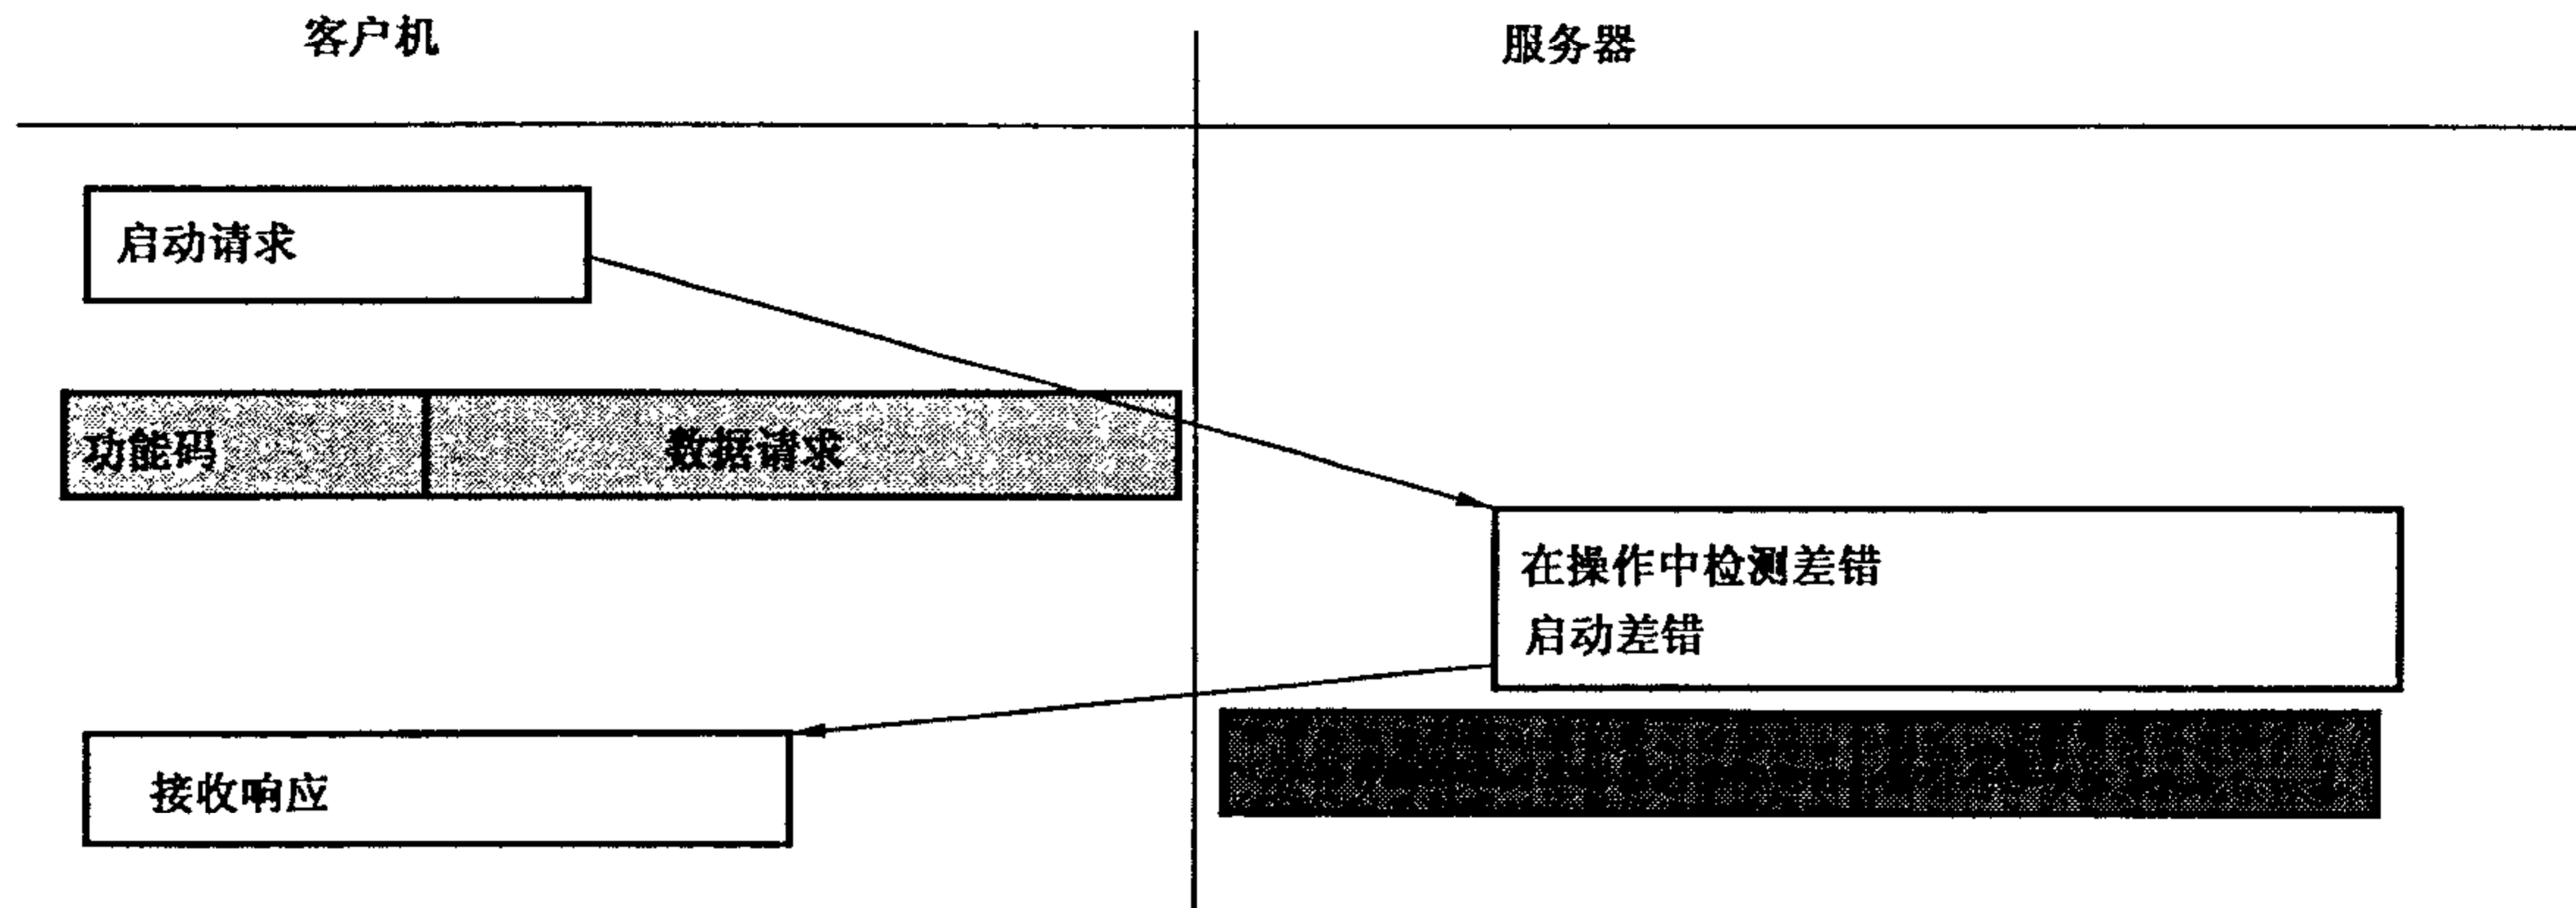 客户机
服务器
启动请求
功能码
数据请求
在操作中检测差错
启动差错
接收响应